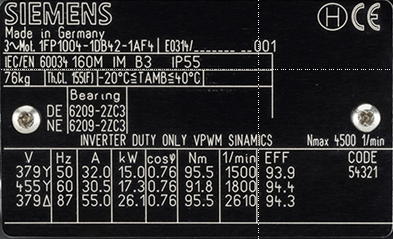 SIEMENS
H CE
Made in Germany
3~Mot. 1FP1004-1DB42-1AF4 E0314/_______ _ _001
IEC/EN 60034 160M IM B3 IP55
76kg Th.Cl. 155(F) -20°C≤TAMB≤40°C
Bearing
DE 6209-2ZC3
NE 6209-2ZC3
INVERTER DUTY ONLY VPWM SINAMICS Nmax 4500 1/min
V Hz A kW cosφ Nm 1/min EFF CODE
379Y 50 32.0 15.0 0.76 95.5 1500 93.9 54321
455Y 60 30.5 17.3 0.76 91.8 1800 94.4
379Δ 87 55.0 26.1 0.76 95.5 2610 94.3